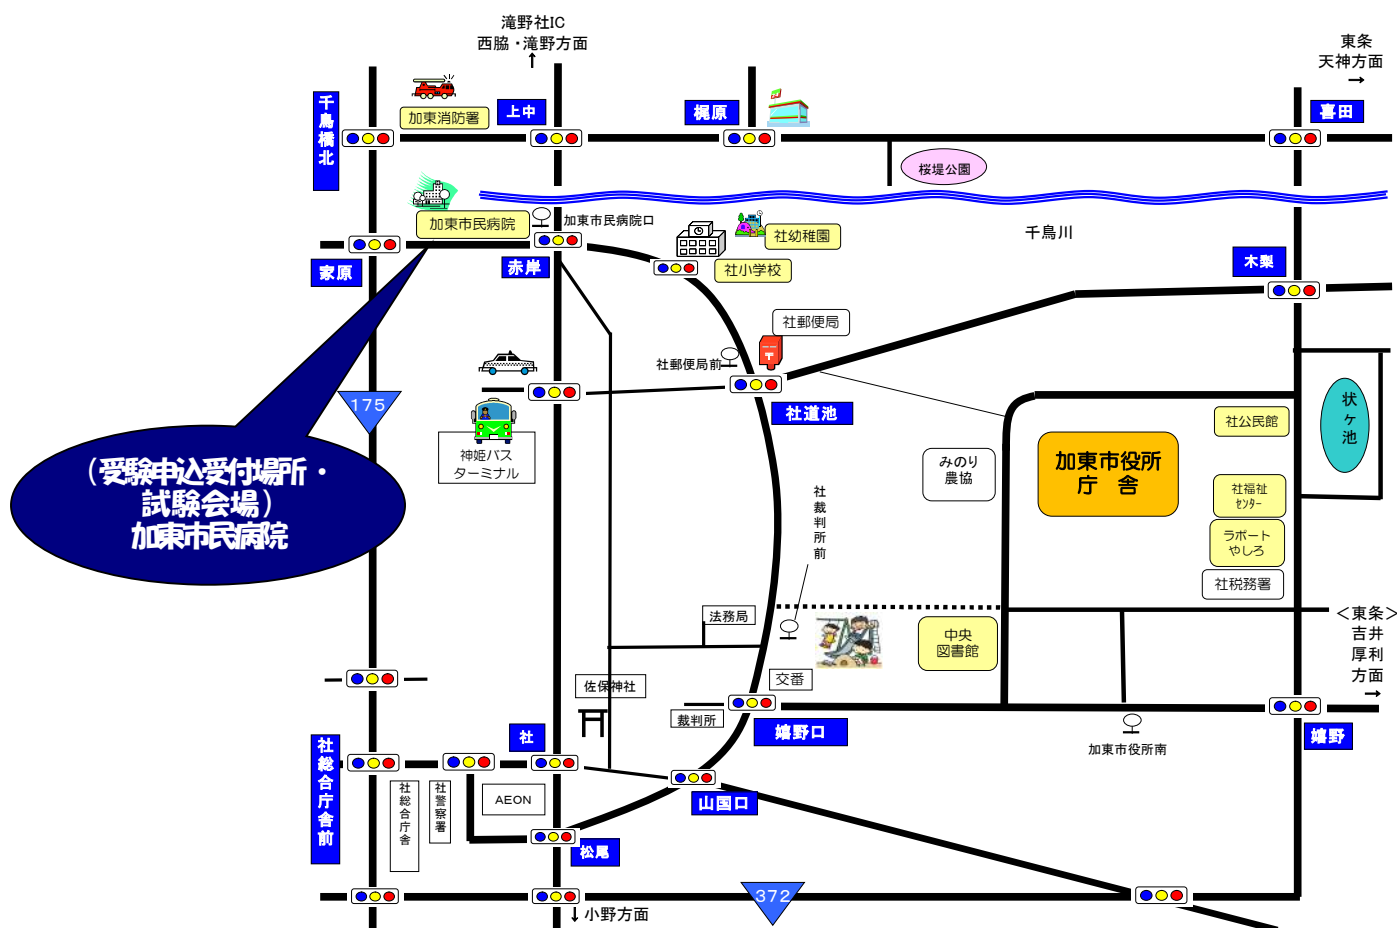 滝野社IC
西脇・滝野方面
↑
東条
天神方面
→
千鳥橋北
加東消防署
上中
梶原
喜田
桜堤公園
加東市民病院
加東市民病院口
社幼稚園
千鳥川
家原
赤岸
社小学校
木梨
社郵便局
社郵便局前
〒
175
社道池
社公民館
状ヶ池
神姫バス
ターミナル
みのり
農協
加東市役所
庁 舎
(受験申込受付場所・
試験会場)
加東市民病院
社裁判所前
社福祉
センター
ラポート
やしろ
社税務署
法務局
中央
図書館
<東条>
吉井
厚利
方面
→
佐保神社
交番
裁判所
嬉野口
嬉野
加東市役所南
社
社総合庁舎前
社総合庁舎
社警察署
AEON
山国口
松尾
372
↓小野方面